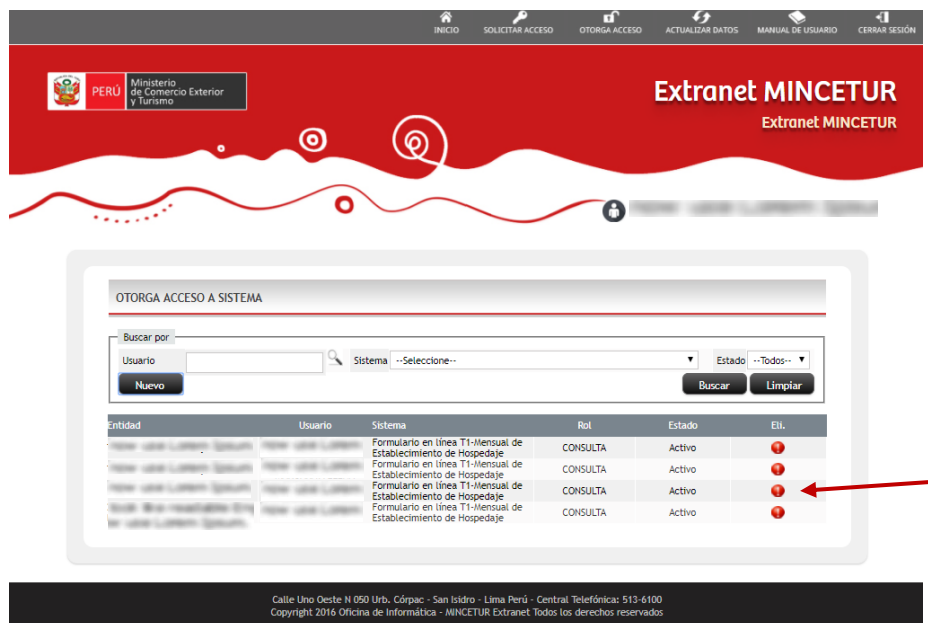 INICIO SOLICITAR ACCESO OTORGA ACCESO ACTUALIZAR DATOS MANUAL DE USUARIO CERRAR SESIÓN
PERÚ
Ministerio
de Comercio Exterior
y Turismo
Extranet MINCETUR
Extranet MINCETUR
OTORGA ACCESO A SISTEMA
Buscar por
Usuario Sistema --Seleccione-- Estado --Todos--
Nuevo Buscar Limpiar
Entidad Usuario Sistema Rol Estado Eli.
Formulario en línea T1-Mensual de
Establecimiento de Hospedaje CONSULTA Activo
Formulario en línea T1-Mensual de
Establecimiento de Hospedaje CONSULTA Activo
Formulario en línea T1-Mensual de
Establecimiento de Hospedaje CONSULTA Activo
Formulario en línea T1-Mensual de
Establecimiento de Hospedaje CONSULTA Activo
Calle Uno Oeste N 050 Urb. Córpac - San Isidro - Lima Perú - Central Telefónica: 513-6100
Copyright 2016 Oficina de Informática - MINCETUR Extranet Todos los derechos reservados